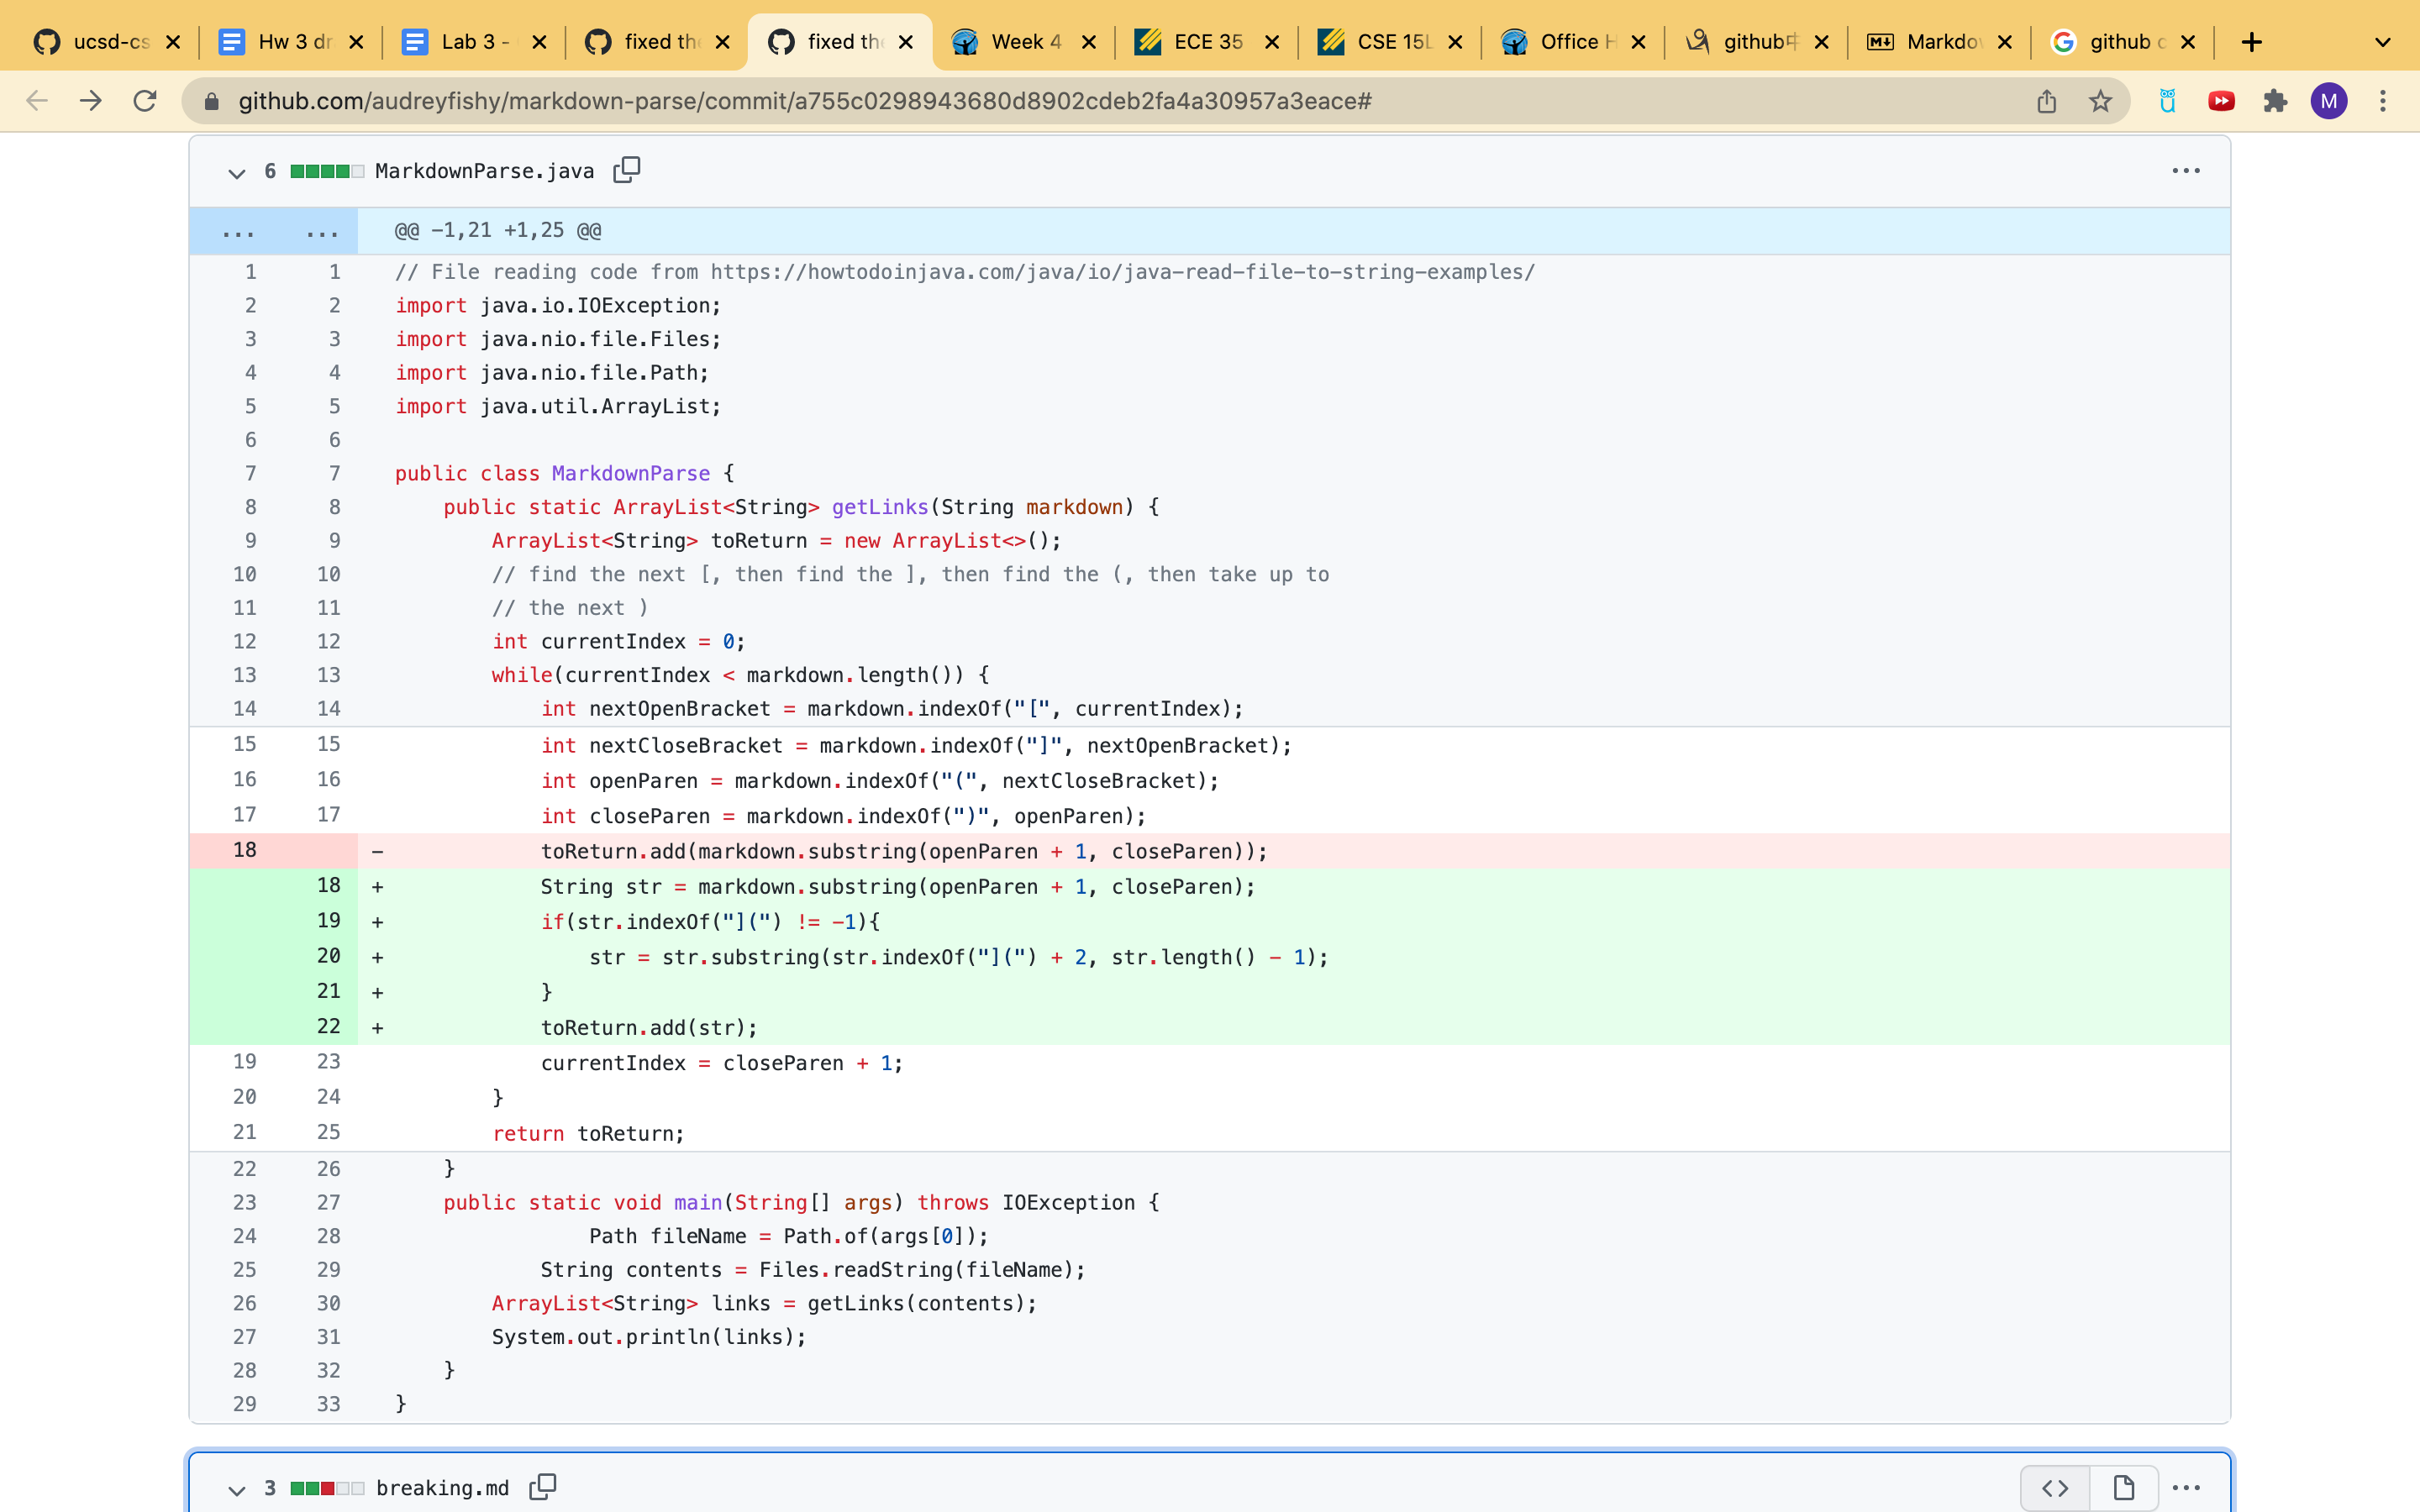 ucsd-cs Hw 3 dr Lab 3 - fixed the fixed the Week 4 ECE 35 CSE 15L Office H github中 Markdow github c
github.com/audreyfishy/markdown-parse/commit/a755c0298943680d8902cdeb2fa4a30957a3eace# M
6 MarkdownParse.java
... ... @@ -1,21 +1,25 @@
1 1 // File reading code from https://howtodoinjava.com/java/io/java-read-file-to-string-examples/
2 2 import java.io.IOException;
3 3 import java.nio.file.Files;
4 4 import java.nio.file.Path;
5 5 import java.util.ArrayList;
6 6
7 7 public class MarkdownParse {
8 8 public static ArrayList<String> getLinks(String markdown) {
9 9 ArrayList<String> toReturn = new ArrayList<>();
10 10 // find the next [, then find the ], then find the (, then take up to
11 11 // the next )
12 12 int currentIndex = 0;
13 13 while(currentIndex < markdown.length()) {
14 14 int nextOpenBracket = markdown.indexOf("[", currentIndex);
15 15 int nextCloseBracket = markdown.indexOf("]", nextOpenBracket);
16 16 int openParen = markdown.indexOf("(", nextCloseBracket);
17 17 int closeParen = markdown.indexOf(")", openParen);
18 - toReturn.add(markdown.substring(openParen + 1, closeParen));
18 + String str = markdown.substring(openParen + 1, closeParen);
19 + if(str.indexOf("](") != -1){
20 + str = str.substring(str.indexOf("](") + 2, str.length() - 1);
21 + }
22 + toReturn.add(str);
19 23 currentIndex = closeParen + 1;
20 24 }
21 25 return toReturn;
22 26 }
23 27 public static void main(String[] args) throws IOException {
24 28 Path fileName = Path.of(args[0]);
25 29 String contents = Files.readString(fileName);
26 30 ArrayList<String> links = getLinks(contents);
27 31 System.out.println(links);
28 32 }
29 33 }
3 breaking.md